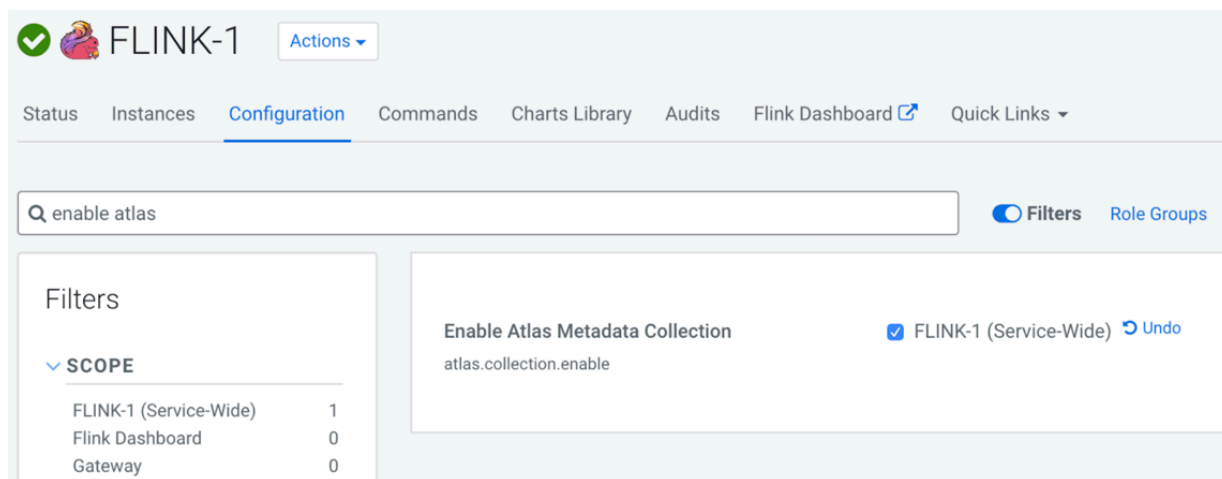 FLINK-1 Actions
Status Instances Configuration Commands Charts Library Audits Flink Dashboard Quick Links
enable atlas
Filters Role Groups
Filters
SCOPE
FLINK-1 (Service-Wide) 1
Flink Dashboard 0
Gateway 0
Enable Atlas Metadata Collection FLINK-1 (Service-Wide) Undo
atlas.collection.enable